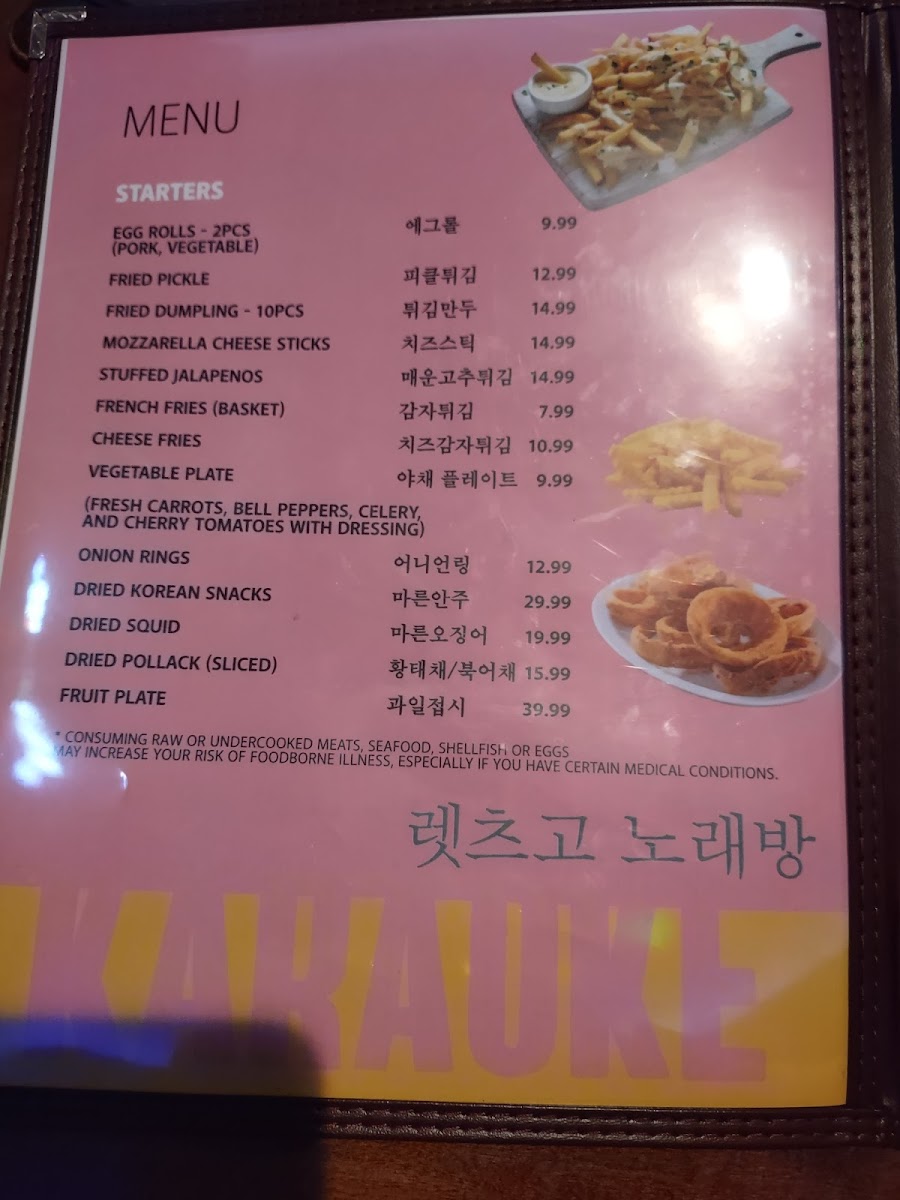 MENU
STARTERS
EGG ROLLS - 2PCS 에그롤 9.99
(PORK, VEGETABLE)
FRIED PICKLE 피클튀김 12.99
FRIED DUMPLING - 10PCS 튀김만두 14.99
MOZZARELLA CHEESE STICKS 치즈스틱 14.99
STUFFED JALAPENOS 매운고추튀김 14.99
FRENCH FRIES (BASKET) 감자튀김 7.99
CHEESE FRIES 치즈감자튀김 10.99
VEGETABLE PLATE 야채 플레이트 9.99
(FRESH CARROTS, BELL PEPPERS, CELERY,
AND CHERRY TOMATOES WITH DRESSING)
ONION RINGS 어니언링 12.99
DRIED KOREAN SNACKS 마른안주 29.99
DRIED SQUID 마른오징어 19.99
DRIED POLLACK (SLICED) 황태채/북어채 15.99
FRUIT PLATE 과일접시 39.99
* CONSUMING RAW OR UNDERCOOKED MEATS, SEAFOOD, SHELLFISH OR EGGS
MAY INCREASE YOUR RISK OF FOODBORNE ILLNESS, ESPECIALLY IF YOU HAVE CERTAIN MEDICAL CONDITIONS.
렛츠고 노래방
KARAOKE